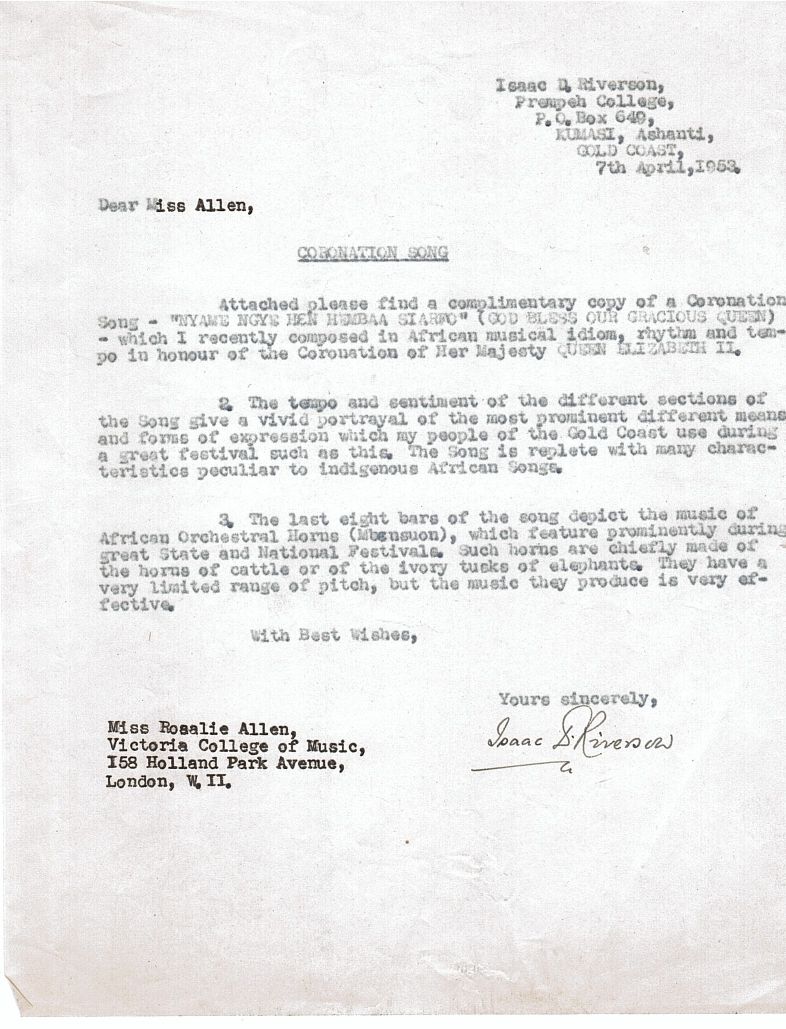 Isaac D. Riverson,
Prempeh College,
P.O.Box 649,
KUMASI, Ashanti,
GOLD COAST,
7th April,I953.
Dear Miss Allen,
CORONATION SONG
Attached please find a complimentary copy of a Coronation
Song - "NYAME NGYE HEN HEMBAA SIARFO" (GOD BLESS OUR GRACIOUS QUEEN)
- which I recently composed in African musical idiom, rhythm and tem-
po in honour of the Coronation of Her Majesty QUEEN ELIZABETH II.
2. The tempo and sentiment of the different sections of
the Song give a vivid portrayal of the most prominent different means
and forms of expression which my people of the Gold Coast use during
a great festival such as this. The Song is replete with many charac-
teristics peculiar to indigenous African Songs.
3. The last eight bars of the song depict the music of
African Orchestral Horns (Mbensuon), which feature prominently during
great State and National Festivals. Such horns are chiefly made of
the horns of cattle or of the ivory tusks of elephants. They have a
very limited range of pitch, but the music they produce is very ef-
fective.
With Best Wishes,
Yours sincerely,
Isaac D. Riverson
Miss Rosalie Allen,
Victoria College of Music,
I58 Holland Park Avenue,
London, W.II.